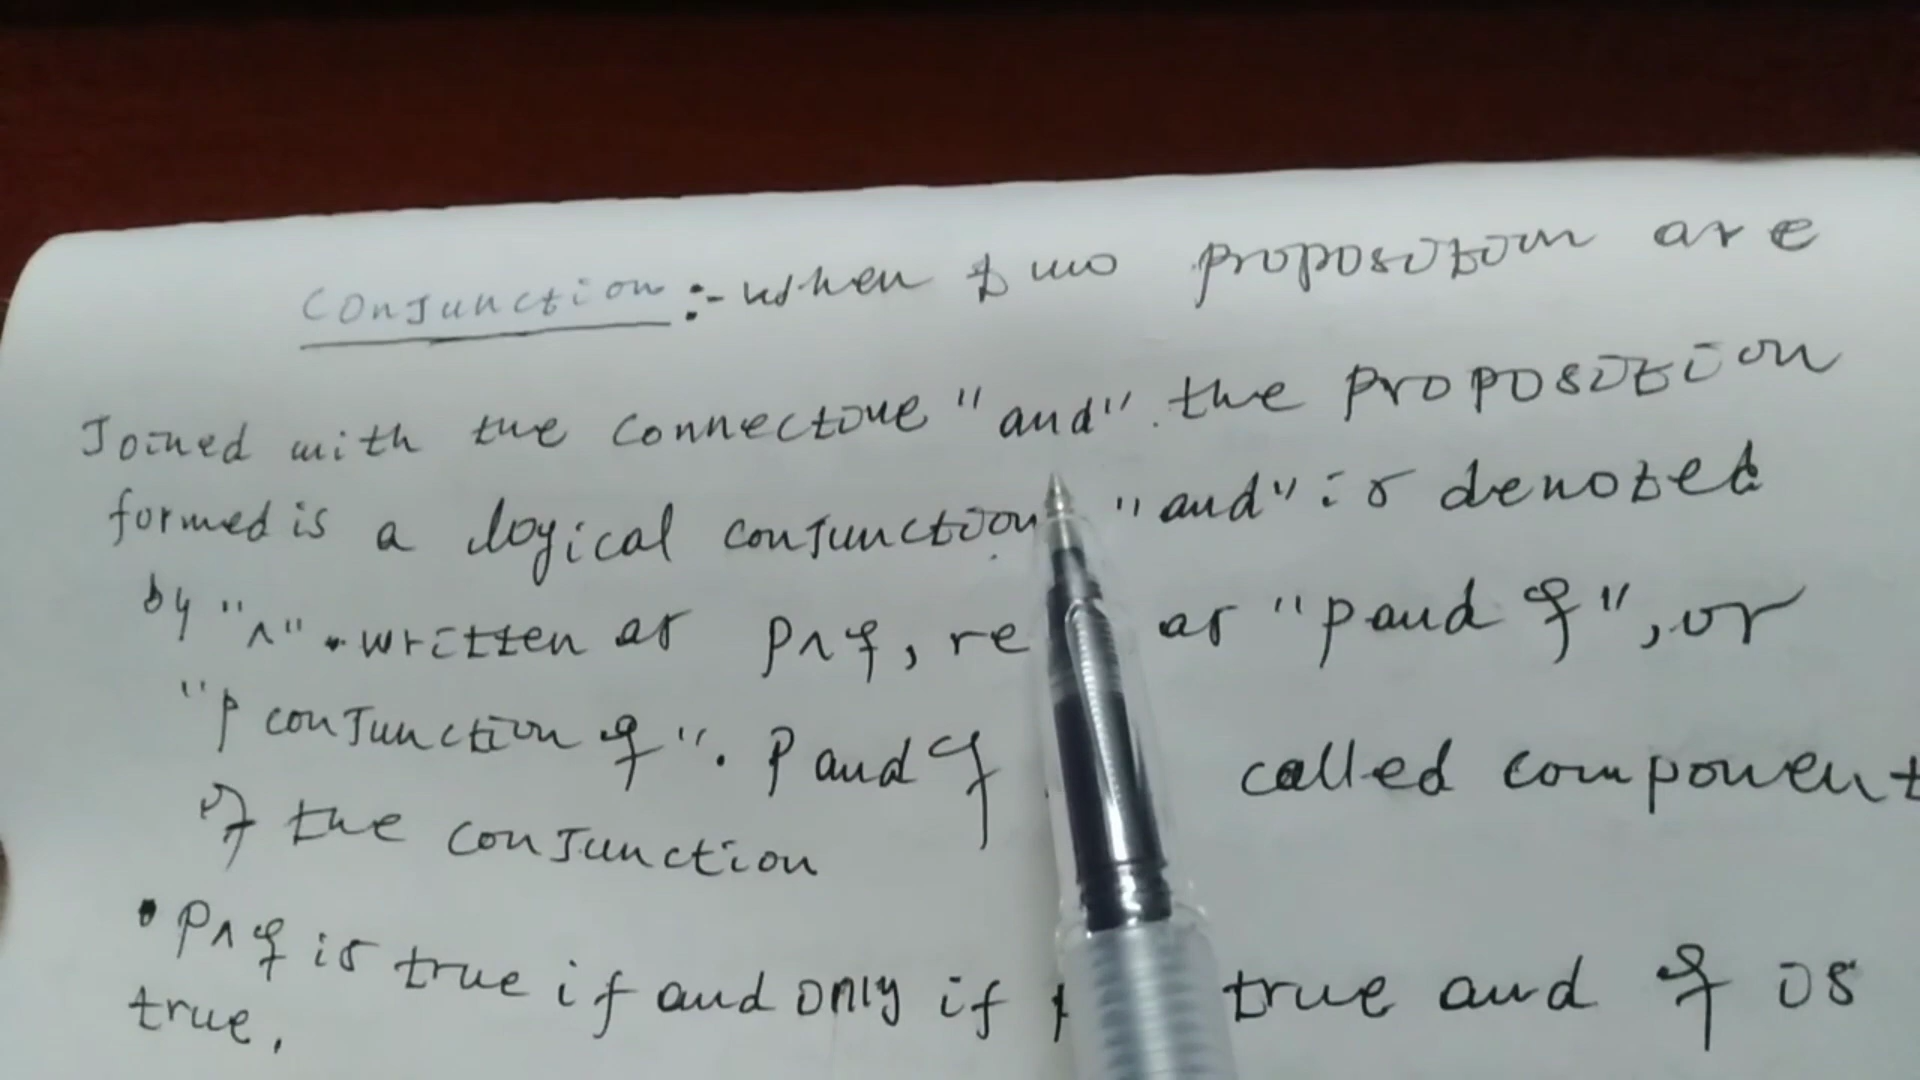 Conjunction :- when two proposition are
Joined with the connective "and". the proposition
formed is a logical conjunction "and" is denoted
by "∧". written as p∧q, re as "p and q", or
"p conjunction q". p and q called component
of the conjunction
• p∧q is true if and only if p true and q is
true.